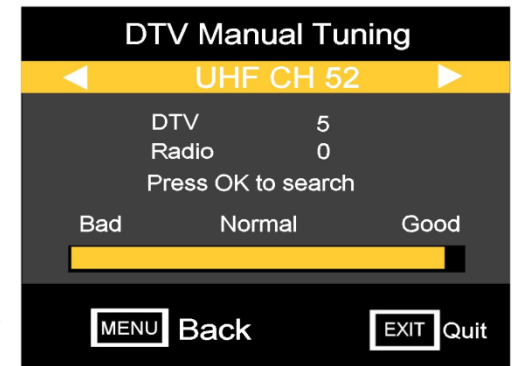 DTV Manual Tuning
UHF CH 52
DTV 5
Radio 0
Press OK to search
Bad Normal Good
MENU Back EXIT Quit